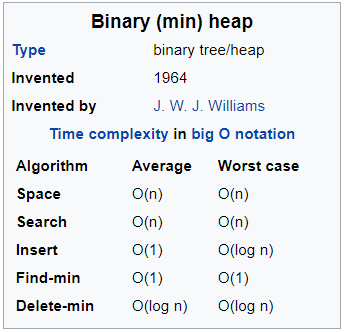 Binary (min) heap
Type binary tree/heap
Invented 1964
Invented by J. W. J. Williams
Time complexity in big O notation
Algorithm Average Worst case
Space O(n) O(n)
Search O(n) O(n)
Insert O(1) O(log n)
Find-min O(1) O(1)
Delete-min O(log n) O(log n)